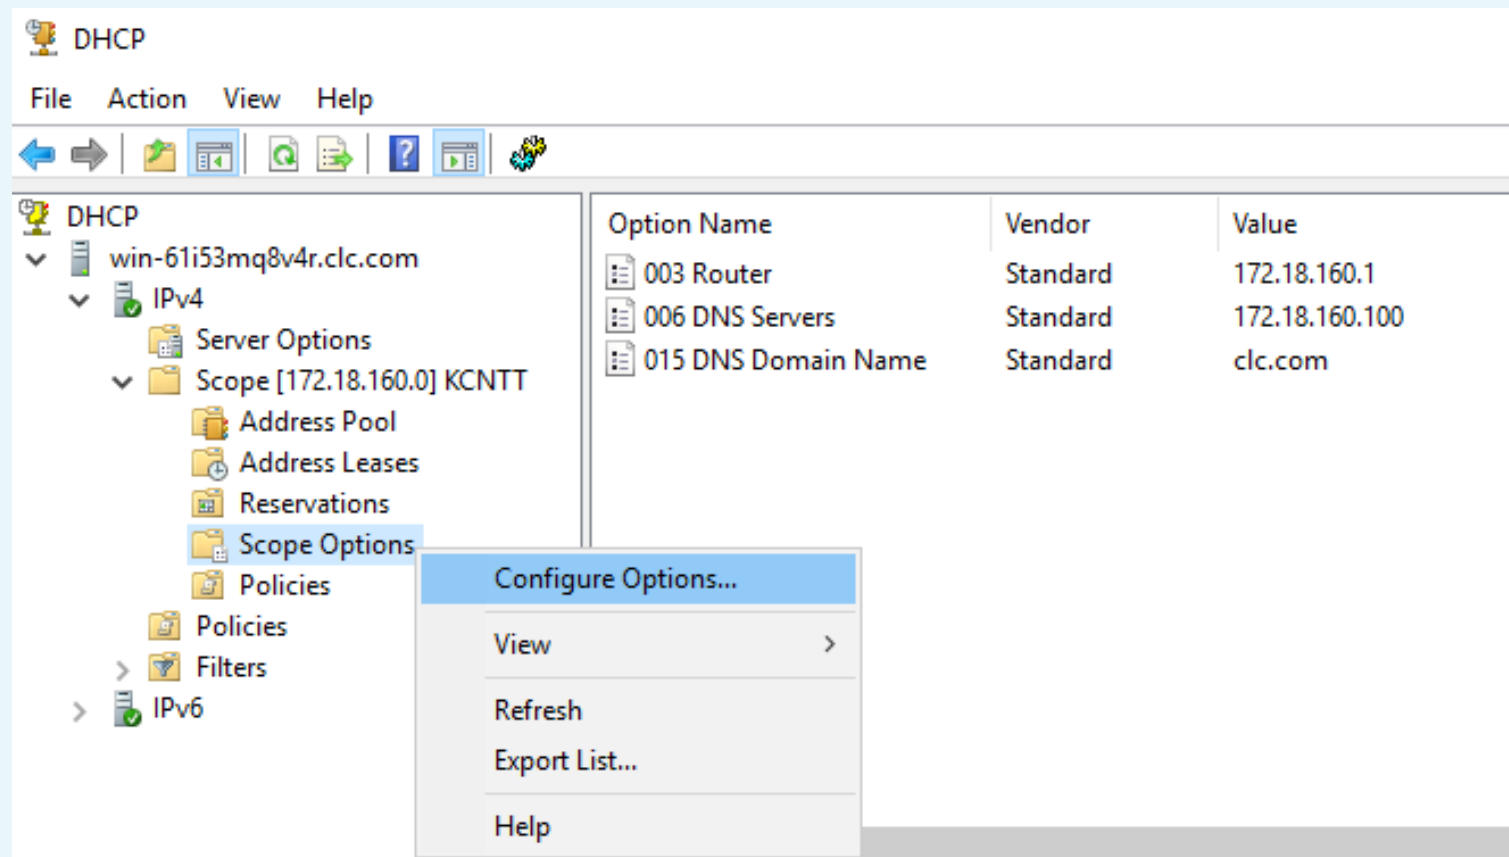 DHCP
File Action View Help
DHCP
win-61i53mq8v4r.clc.com
IPv4
Server Options
Scope [172.18.160.0] KCNTT
Address Pool
Address Leases
Reservations
Scope Options
Policies
Policies
Filters
IPv6
Option Name Vendor Value
003 Router Standard 172.18.160.1
006 DNS Servers Standard 172.18.160.100
015 DNS Domain Name Standard clc.com
Configure Options...
View
Refresh
Export List...
Help